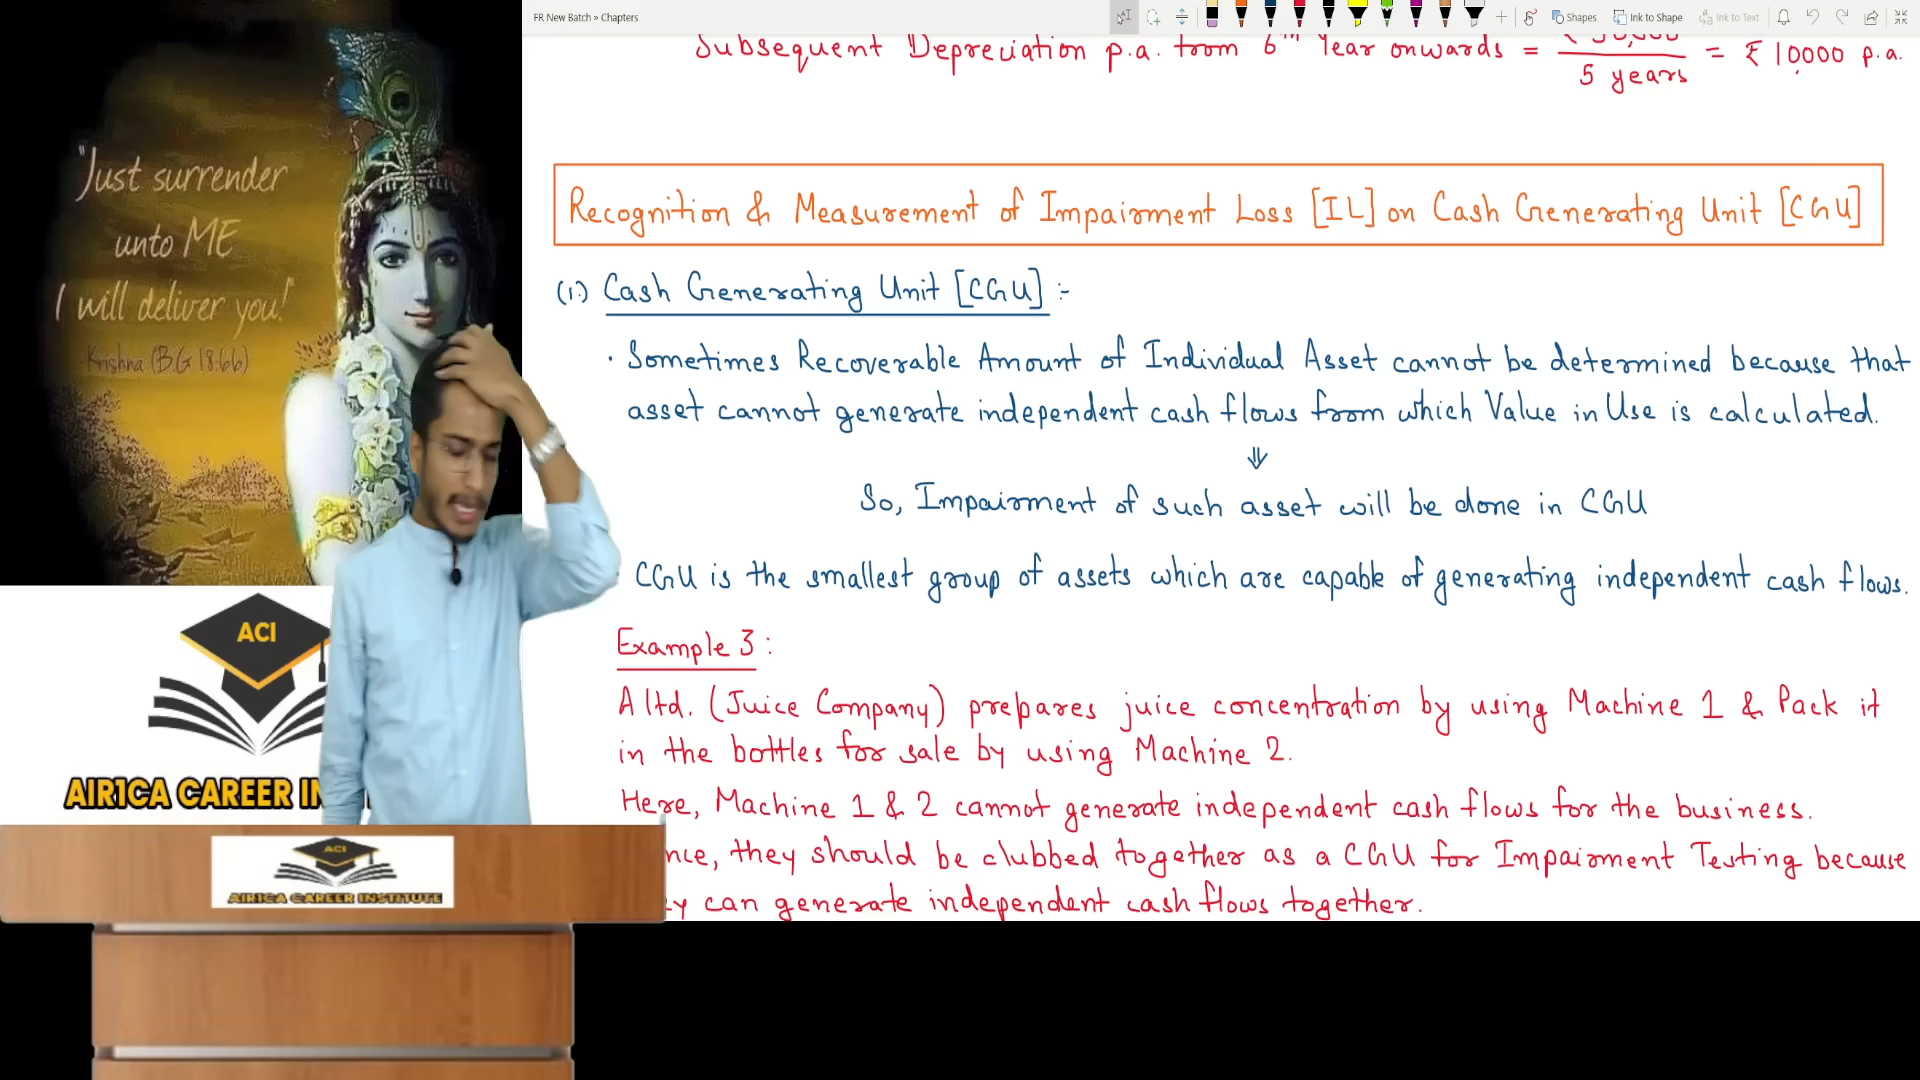 FR New Batch » Chapters
Shapes
Ink to Shape
Ink to Text
Subsequent Depreciation p.a. from 6th Year onwards = / 5 years = ₹ 10000 p.a.
"Just surrender
unto ME
I will deliver you!"
Krishna (B.G 18:66)
Recognition & Measurement of Impairment Loss [IL] on Cash Generating Unit [CGU]
(1.) Cash Generating Unit [CGU] :-
· Sometimes Recoverable Amount of Individual Asset cannot be determined because that
asset cannot generate independent cash flows from which Value in Use is calculated.
⇓
So, Impairment of such asset will be done in CGU
CGU is the smallest group of assets which are capable of generating independent cash flows.
Example 3 :
A ltd. (Juice Company) prepares juice concentration by using Machine 1 & Pack it
in the bottles for sale by using Machine 2.
Here, Machine 1 & 2 cannot generate independent cash flows for the business.
nce, they should be clubbed together as a CGU for Impairment Testing because
y can generate independent cash flows together.
ACI
AIR1CA CAREER IN
ACI
AIR1CA CAREER INSTITUTE